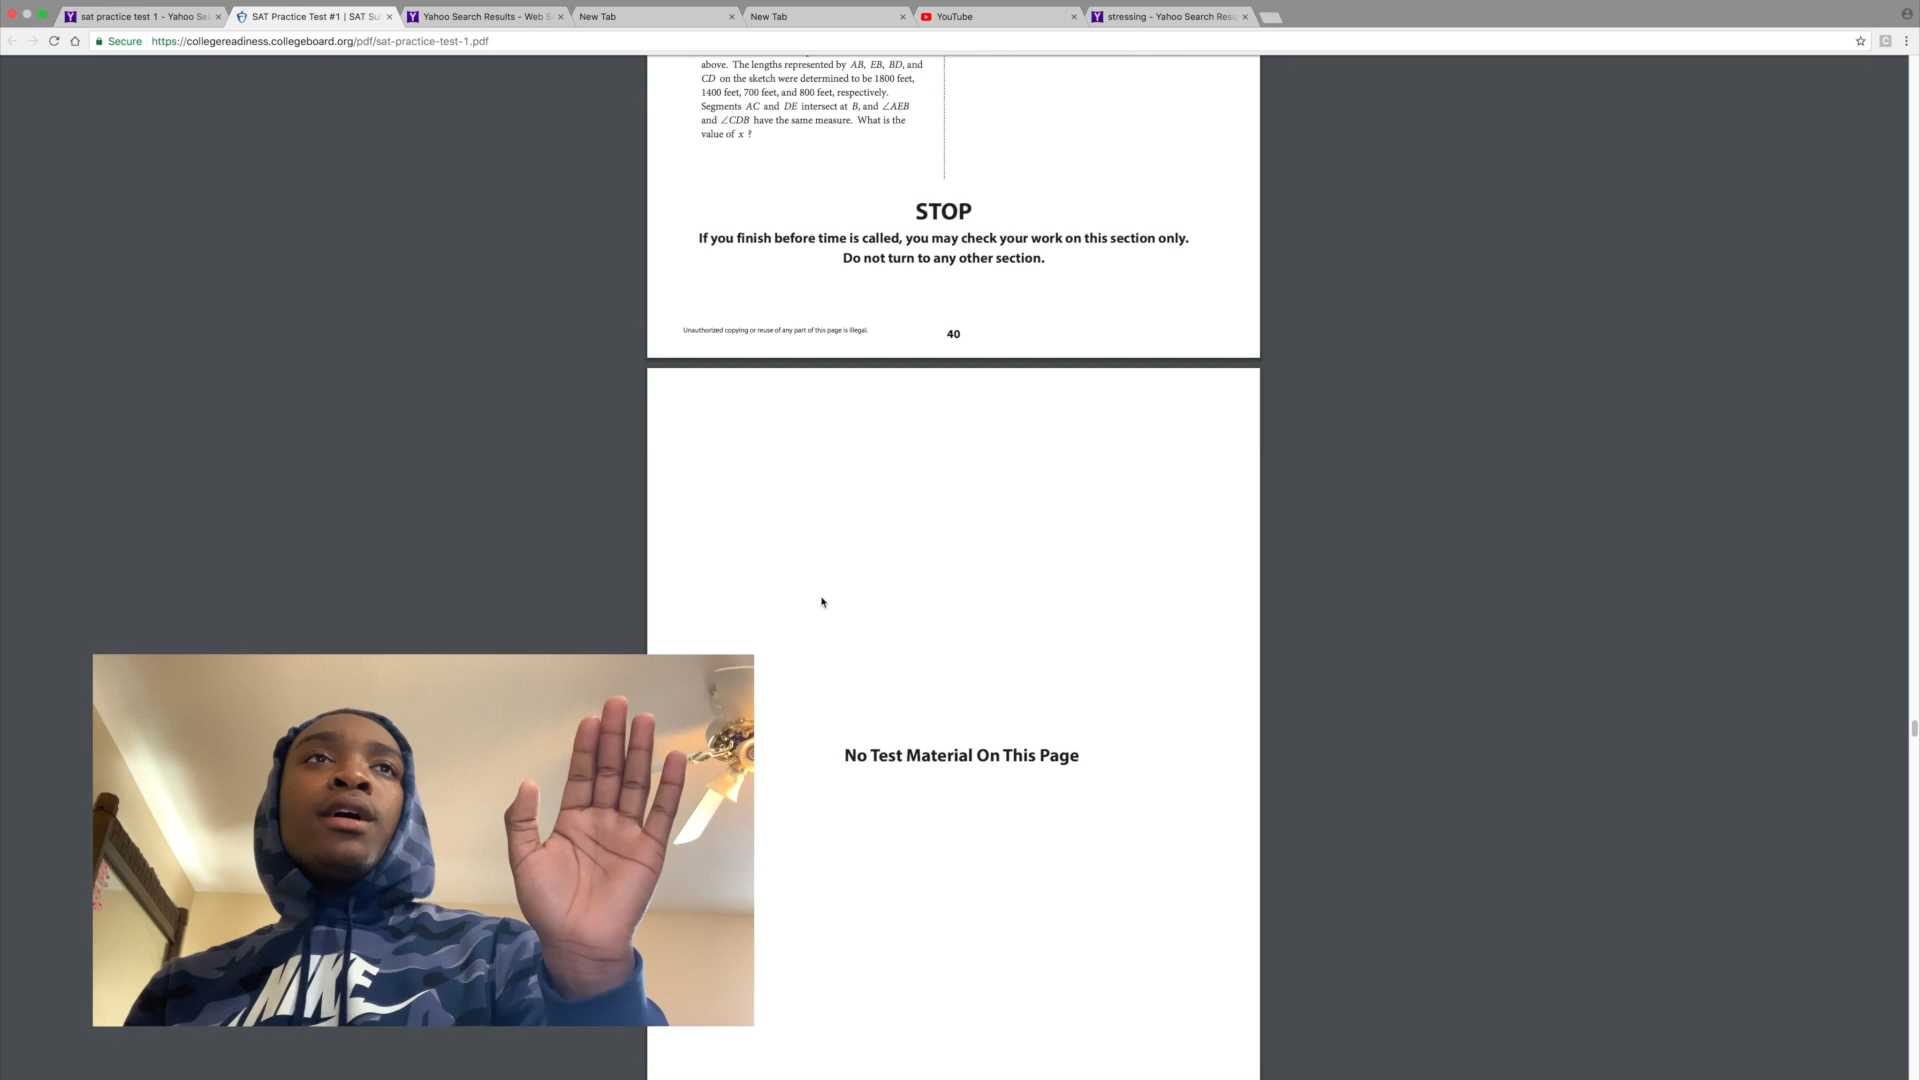 sat practice test 1 - Yahoo Sea
SAT Practice Test #1 | SAT Su
Yahoo Search Results - Web S
New Tab
New Tab
YouTube
stressing - Yahoo Search Resu
Secure
https://collegereadiness.collegeboard.org/pdf/sat-practice-test-1.pdf
above. The lengths represented by AB, EB, BD, and
CD on the sketch were determined to be 1800 feet,
1400 feet, 700 feet, and 800 feet, respectively.
Segments AC and DE intersect at B, and ∠AEB
and ∠CDB have the same measure. What is the
value of x ?
STOP
If you finish before time is called, you may check your work on this section only.
Do not turn to any other section.
Unauthorized copying or reuse of any part of this page is illegal.
40
No Test Material On This Page
NIKE